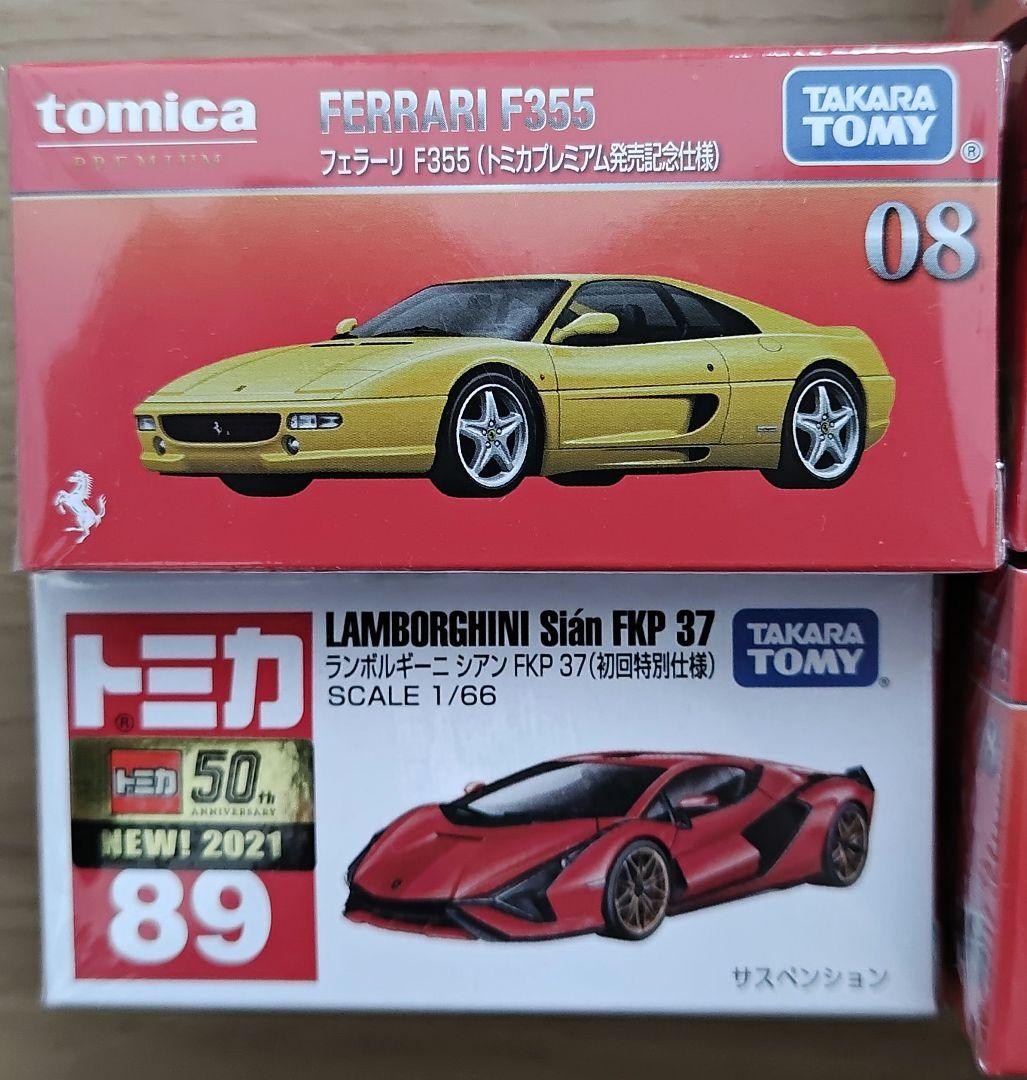 tomica
PREMIUM
FERRARI F355
フェラーリ F355 (トミカプレミアム発売記念仕様)
TAKARA
TOMY
®
08
トミカ
®
LAMBORGHINI Sián FKP 37
ランボルギーニ シアン FKP 37(初回特別仕様)
SCALE 1/66
TAKARA
TOMY
®
トミカ
50th
ANNIVERSARY
NEW! 2021
89
サスペンション